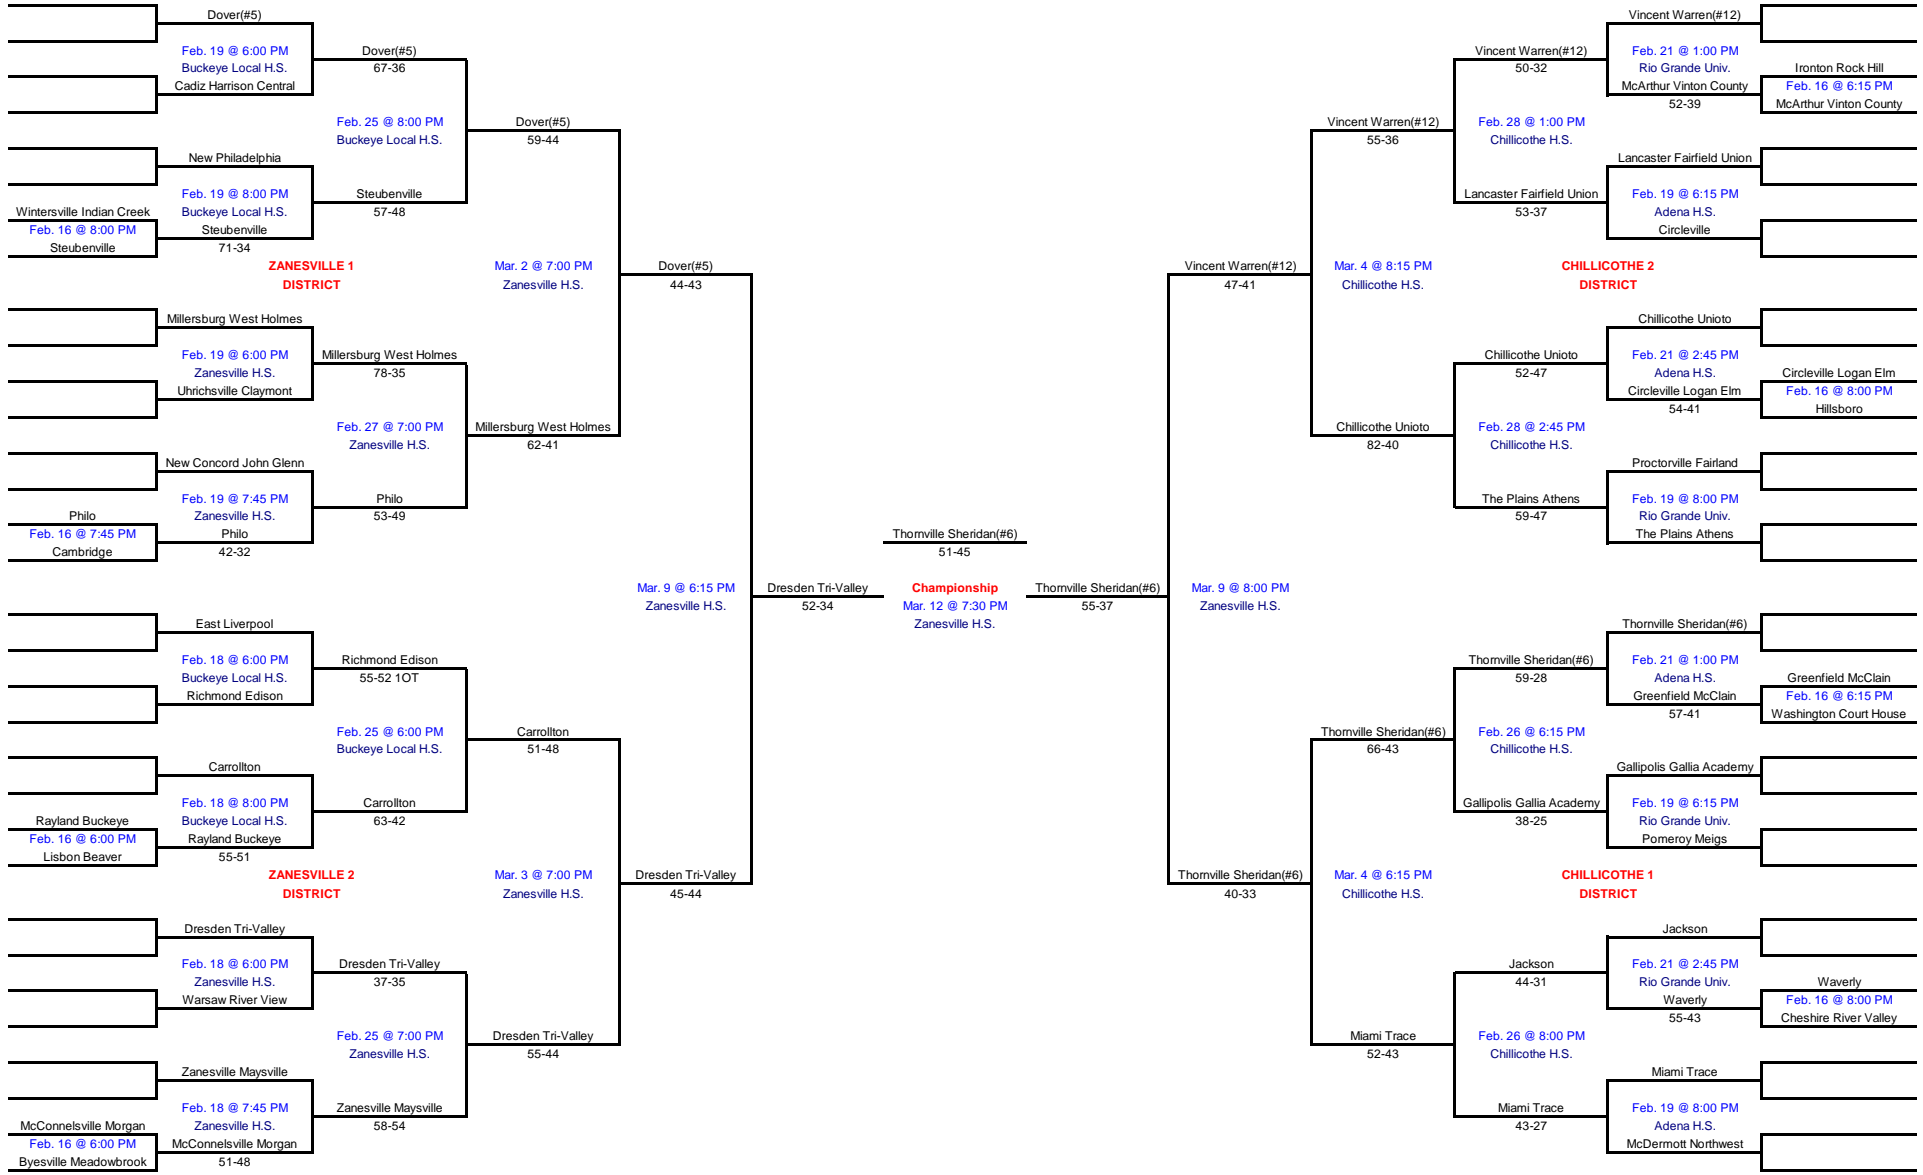 Dover(#5)
Feb. 19 @ 6:00 PM
Buckeye Local H.S.
Cadiz Harrison Central
Dover(#5)
67-36
Feb. 25 @ 8:00 PM
Buckeye Local H.S.
New Philadelphia
Feb. 19 @ 8:00 PM
Buckeye Local H.S.
Wintersville Indian Creek
Feb. 16 @ 8:00 PM
Steubenville
Steubenville
71-34
Steubenville
57-48
Dover(#5)
59-44
ZANESVILLE 1
DISTRICT
Mar. 2 @ 7:00 PM
Zanesville H.S.
Dover(#5)
44-43
Millersburg West Holmes
Feb. 19 @ 6:00 PM
Zanesville H.S.
Uhrichsville Claymont
Millersburg West Holmes
78-35
Feb. 27 @ 7:00 PM
Zanesville H.S.
Millersburg West Holmes
62-41
New Concord John Glenn
Feb. 19 @ 7:45 PM
Zanesville H.S.
Philo
Feb. 16 @ 7:45 PM
Cambridge
Philo
42-32
Philo
53-49
Mar. 9 @ 6:15 PM
Zanesville H.S.
Dresden Tri-Valley
52-34
East Liverpool
Feb. 18 @ 6:00 PM
Buckeye Local H.S.
Richmond Edison
Richmond Edison
55-52 1OT
Feb. 25 @ 6:00 PM
Buckeye Local H.S.
Carrollton
51-48
Carrollton
Feb. 18 @ 8:00 PM
Buckeye Local H.S.
Rayland Buckeye
Feb. 16 @ 6:00 PM
Lisbon Beaver
Rayland Buckeye
55-51
Carrollton
63-42
ZANESVILLE 2
DISTRICT
Mar. 3 @ 7:00 PM
Zanesville H.S.
Dresden Tri-Valley
45-44
Dresden Tri-Valley
Feb. 18 @ 6:00 PM
Zanesville H.S.
Warsaw River View
Dresden Tri-Valley
37-35
Feb. 25 @ 7:00 PM
Zanesville H.S.
Dresden Tri-Valley
55-44
Zanesville Maysville
Feb. 18 @ 7:45 PM
Zanesville H.S.
McConnelsville Morgan
Feb. 16 @ 6:00 PM
Byesville Meadowbrook
McConnelsville Morgan
51-48
Zanesville Maysville
58-54
Thornville Sheridan(#6)
51-45
Championship
Mar. 12 @ 7:30 PM
Zanesville H.S.
Thornville Sheridan(#6)
55-37
Mar. 9 @ 8:00 PM
Zanesville H.S.
Vincent Warren(#12)
Feb. 21 @ 1:00 PM
Rio Grande Univ.
McArthur Vinton County
52-39
Ironton Rock Hill
Feb. 16 @ 6:15 PM
McArthur Vinton County
Vincent Warren(#12)
50-32
Feb. 28 @ 1:00 PM
Chillicothe H.S.
Vincent Warren(#12)
55-36
Lancaster Fairfield Union
Feb. 19 @ 6:15 PM
Adena H.S.
Circleville
Lancaster Fairfield Union
53-37
Vincent Warren(#12)
47-41
Mar. 4 @ 8:15 PM
Chillicothe H.S.
CHILLICOTHE 2
DISTRICT
Chillicothe Unioto
Feb. 21 @ 2:45 PM
Adena H.S.
Circleville Logan Elm
54-41
Circleville Logan Elm
Feb. 16 @ 8:00 PM
Hillsboro
Chillicothe Unioto
52-47
Feb. 28 @ 2:45 PM
Chillicothe H.S.
Chillicothe Unioto
82-40
Proctorville Fairland
Feb. 19 @ 8:00 PM
Rio Grande Univ.
The Plains Athens
The Plains Athens
59-47
Thornville Sheridan(#6)
Feb. 21 @ 1:00 PM
Adena H.S.
Greenfield McClain
57-41
Greenfield McClain
Feb. 16 @ 6:15 PM
Washington Court House
Thornville Sheridan(#6)
59-28
Feb. 26 @ 6:15 PM
Chillicothe H.S.
Thornville Sheridan(#6)
66-43
Gallipolis Gallia Academy
Feb. 19 @ 6:15 PM
Rio Grande Univ.
Pomeroy Meigs
Gallipolis Gallia Academy
38-25
Thornville Sheridan(#6)
40-33
Mar. 4 @ 6:15 PM
Chillicothe H.S.
CHILLICOTHE 1
DISTRICT
Jackson
Feb. 21 @ 2:45 PM
Rio Grande Univ.
Waverly
55-43
Waverly
Feb. 16 @ 8:00 PM
Cheshire River Valley
Jackson
44-31
Feb. 26 @ 8:00 PM
Chillicothe H.S.
Miami Trace
52-43
Miami Trace
Feb. 19 @ 8:00 PM
Adena H.S.
McDermott Northwest
Miami Trace
43-27